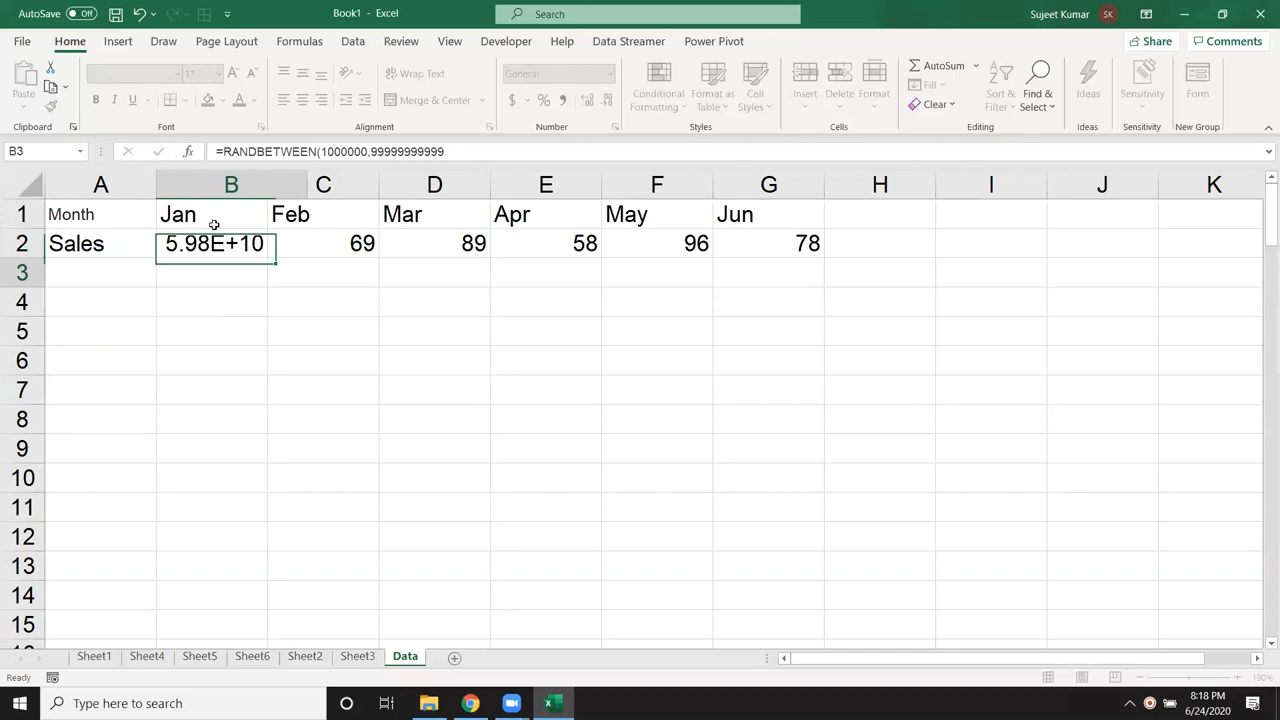 AutoSave Off Book1 - Excel Search Sujeet Kumar SK
File Home Insert Draw Page Layout Formulas Data Review View Developer Help Data Streamer Power Pivot Share Comments
Paste 11 Wrap Text General Conditional Formatting Format as Table Cell Styles Insert Delete Format AutoSum Fill Clear Sort & Filter Find & Select Ideas Sensitivity Form
B I U Merge & Center $ %
Clipboard Font Alignment Number Styles Cells Editing Ideas Sensitivity New Group
B3 fx =RANDBETWEEN(1000000,99999999999
A B C D E F G H I J K
1 Month Jan Feb Mar Apr May Jun
2 Sales 5.98E+10 69 89 58 96 78
3
4
5
6
7
8
9
10
11
12
13
14
15
Sheet1 Sheet4 Sheet5 Sheet6 Sheet2 Sheet3 Data
190%
Type here to search 8:18 PM
6/24/2020